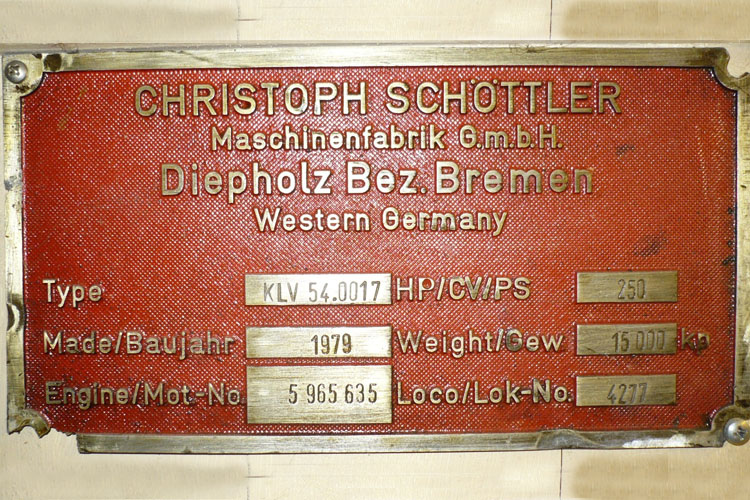 CHRISTOPH SCHÖTTLER
Maschinenfabrik G.m.b.H.
Diepholz Bez. Bremen
Western Germany
Type KLV 54.0017 HP/CV/PS 250
Made/Baujahr 1979 Weight/Gew 15 000 kg
Engine/Mot.-No 5 965 635 Loco/Lok-No. 4277